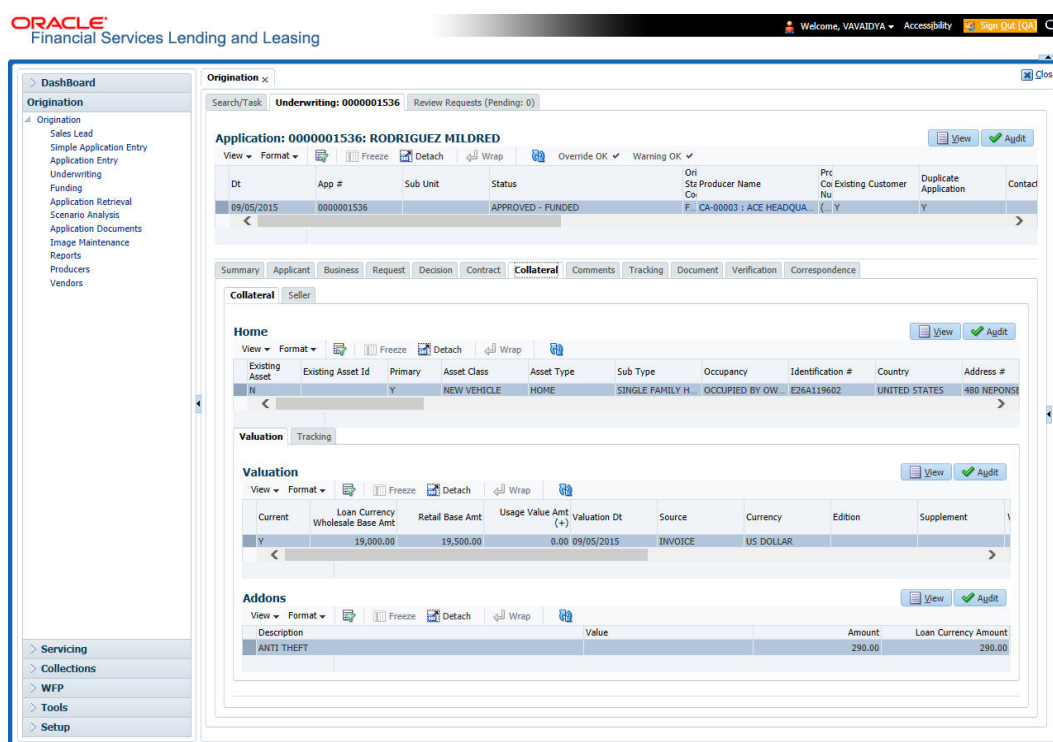 ORACLE
Financial Services Lending and Leasing
Welcome, VAVAIDYA Accessibility Sign Out [QA]
Close
DashBoard
Origination
Origination
Sales Lead
Simple Application Entry
Application Entry
Underwriting
Funding
Application Retrieval
Scenario Analysis
Application Documents
Image Maintenance
Reports
Producers
Vendors
Servicing
Collections
WFP
Tools
Setup
Origination
Search/Task Underwriting: 0000001536 Review Requests (Pending: 0)
Application: 0000001536: RODRIGUEZ MILDRED View Audit
View Format Freeze Detach Wrap Override OK Warning OK
Dt App # Sub Unit Status Ori Sta Co Producer Name Pro Co Nu Existing Customer Duplicate Application Contact
09/05/2015 0000001536 APPROVED - FUNDED F... CA-00003 : ACE HEADQUA... (... Y Y
Summary Applicant Business Request Decision Contract Collateral Comments Tracking Document Verification Correspondence
Collateral Seller
Home View Audit
View Format Freeze Detach Wrap
Existing Asset Existing Asset Id Primary Asset Class Asset Type Sub Type Occupancy Identification # Country Address #
N Y NEW VEHICLE HOME SINGLE FAMILY H... OCCUPIED BY OW... E26A119602 UNITED STATES 480 NEPONSE
Valuation Tracking
Valuation View Audit
View Format Freeze Detach Wrap
Current Loan Currency Wholesale Base Amt Retail Base Amt Usage Value Amt (+) Valuation Dt Source Currency Edition Supplement
Y 19,000.00 19,500.00 0.00 09/05/2015 INVOICE US DOLLAR
Addons View Audit
View Format Freeze Detach Wrap
Description Value Amount Loan Currency Amount
ANTI THEFT 290.00 290.00